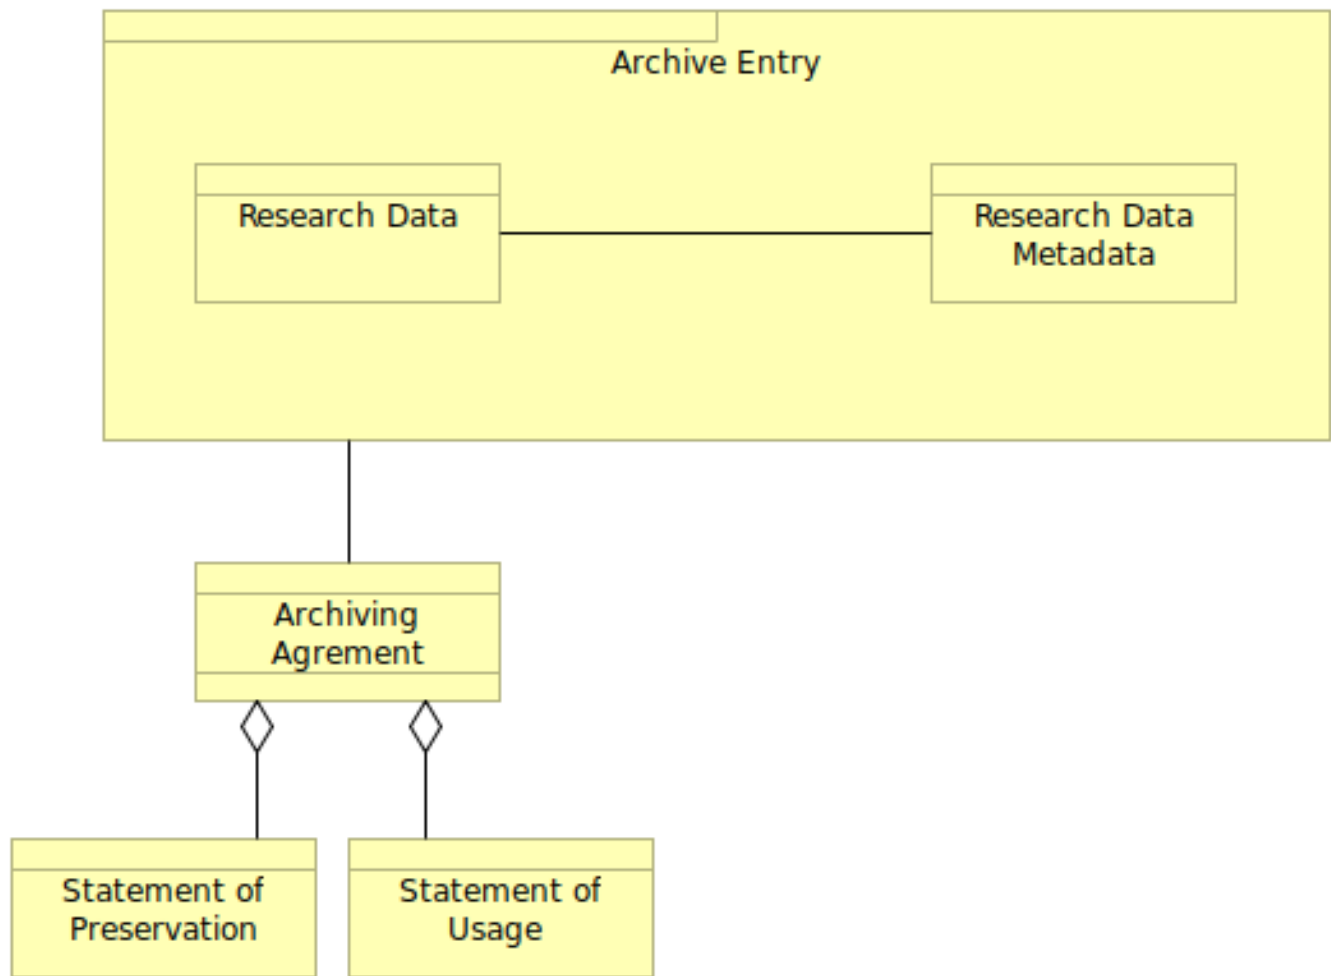 Archive Entry
Research Data
Research Data
Metadata
Archiving
Agrement
Statement of
Preservation
Statement of
Usage